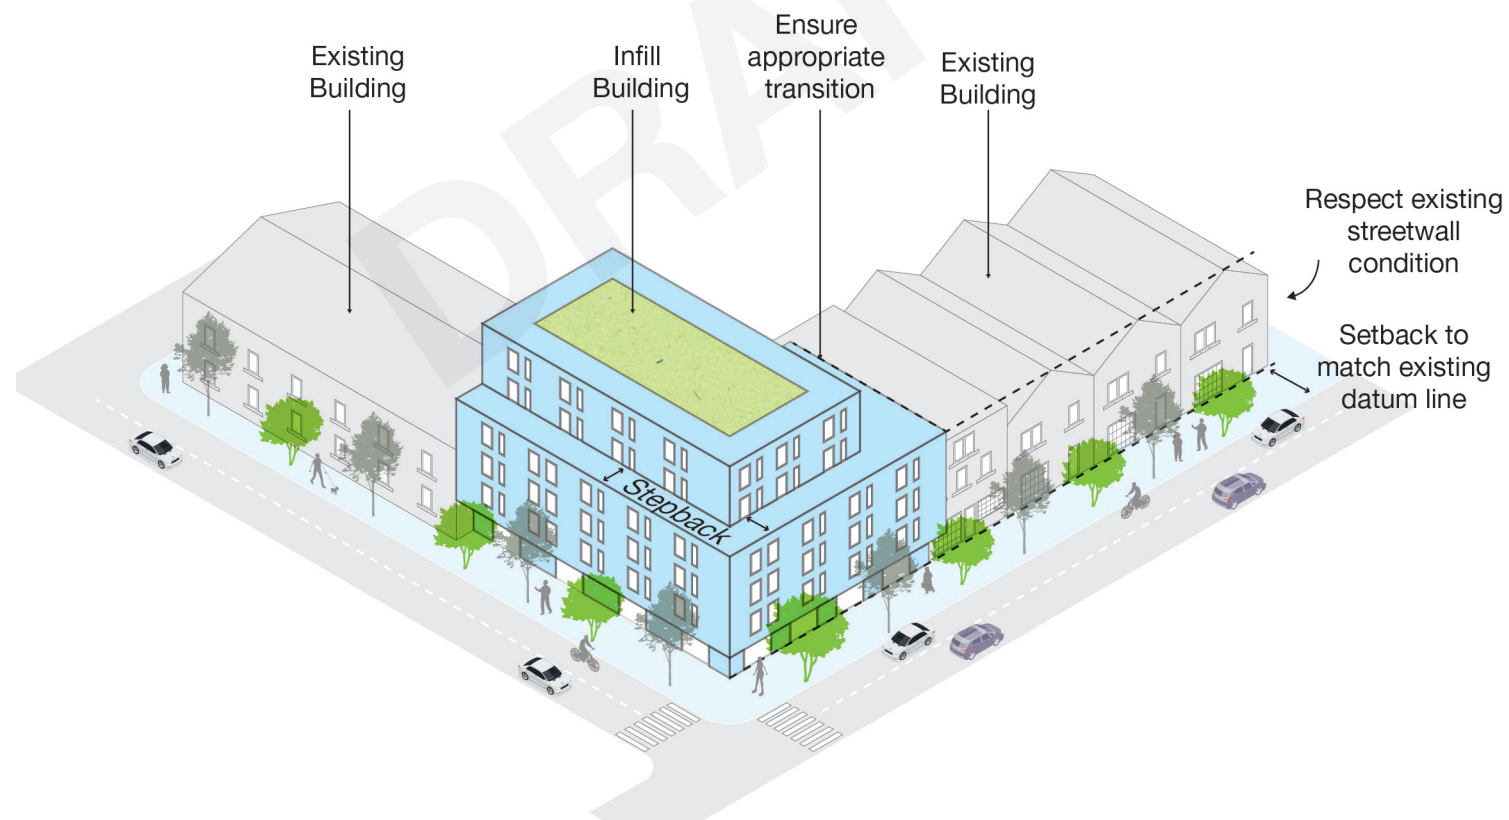 Existing
Building
Infill
Building
Ensure
appropriate
transition
Existing
Building
Respect existing
streetwall
condition
Setback to
match existing
datum line
Stepback
DRA